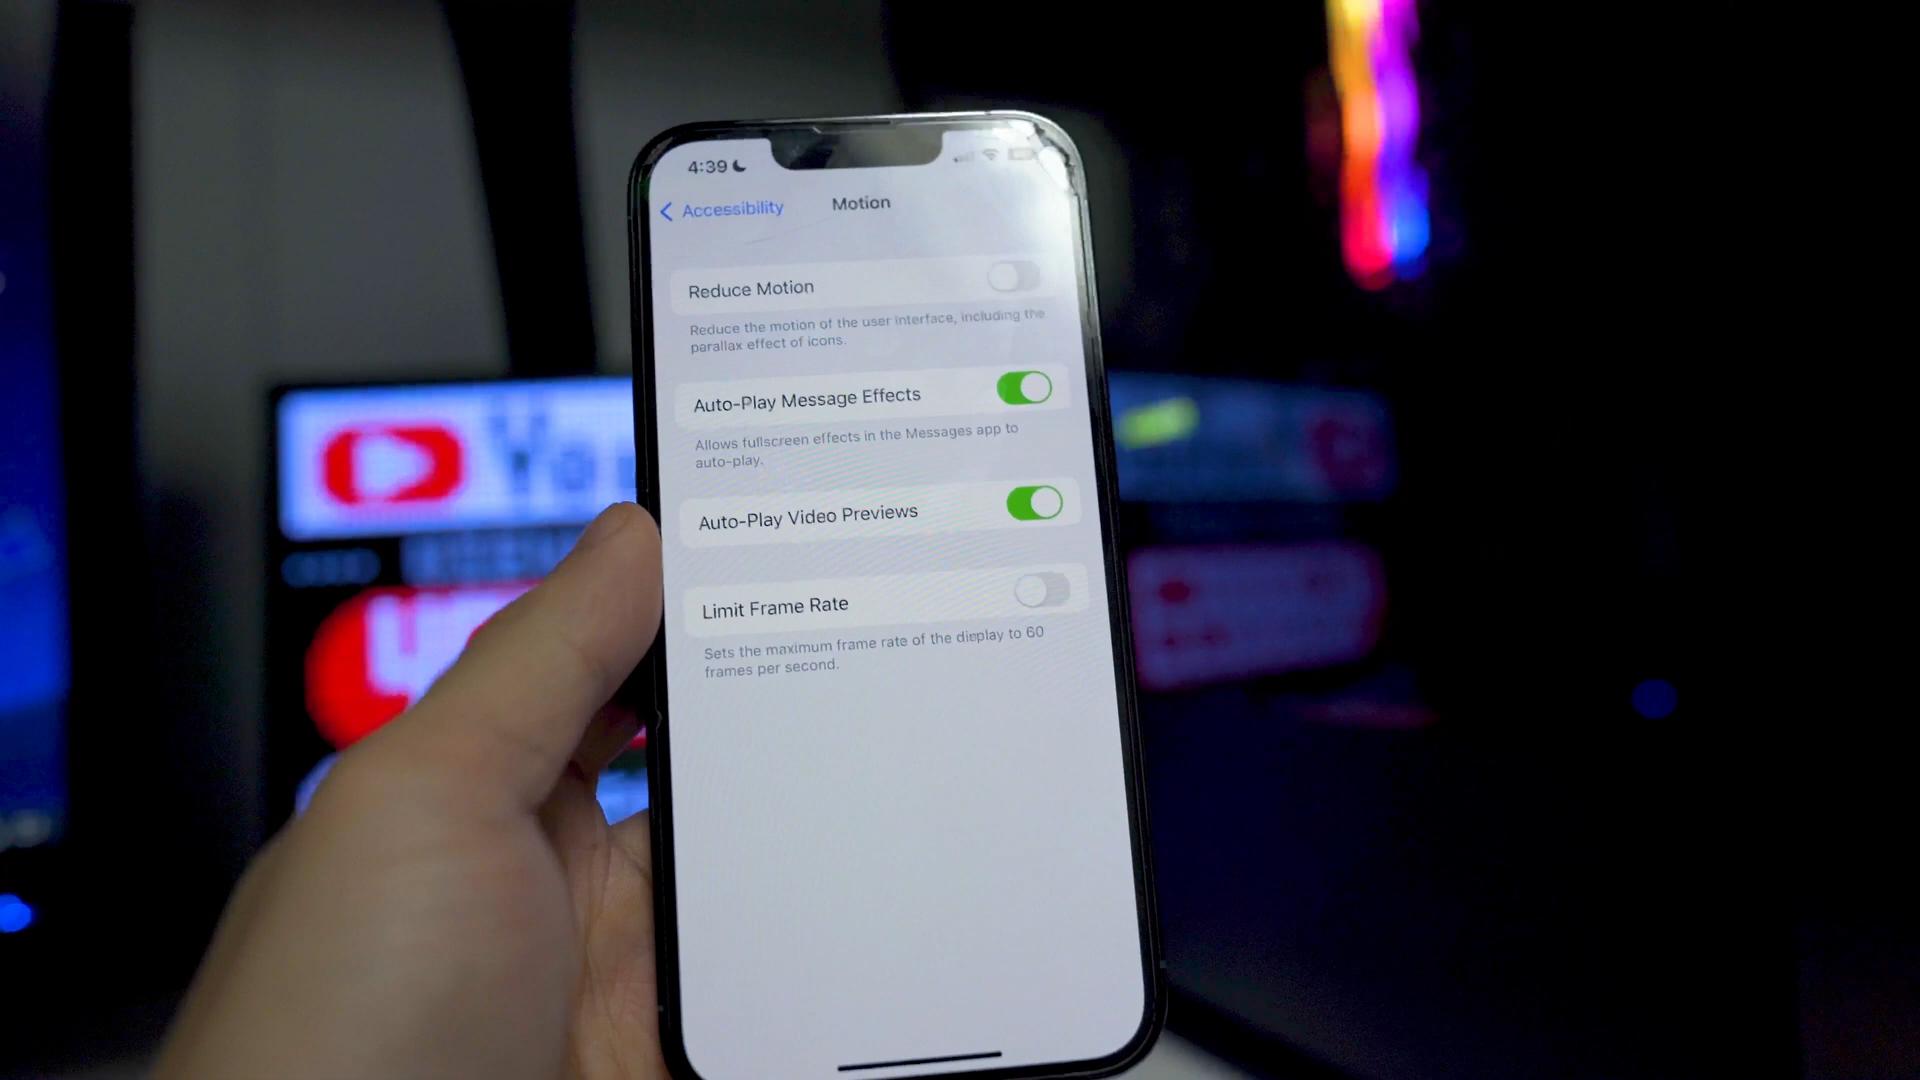 4:39
Accessibility
Motion
Reduce Motion
Reduce the motion of the user interface, including the
parallax effect of icons.
Auto-Play Message Effects
Allows fullscreen effects in the Messages app to
auto-play.
Auto-Play Video Previews
Limit Frame Rate
Sets the maximum frame rate of the display to 60
frames per second.